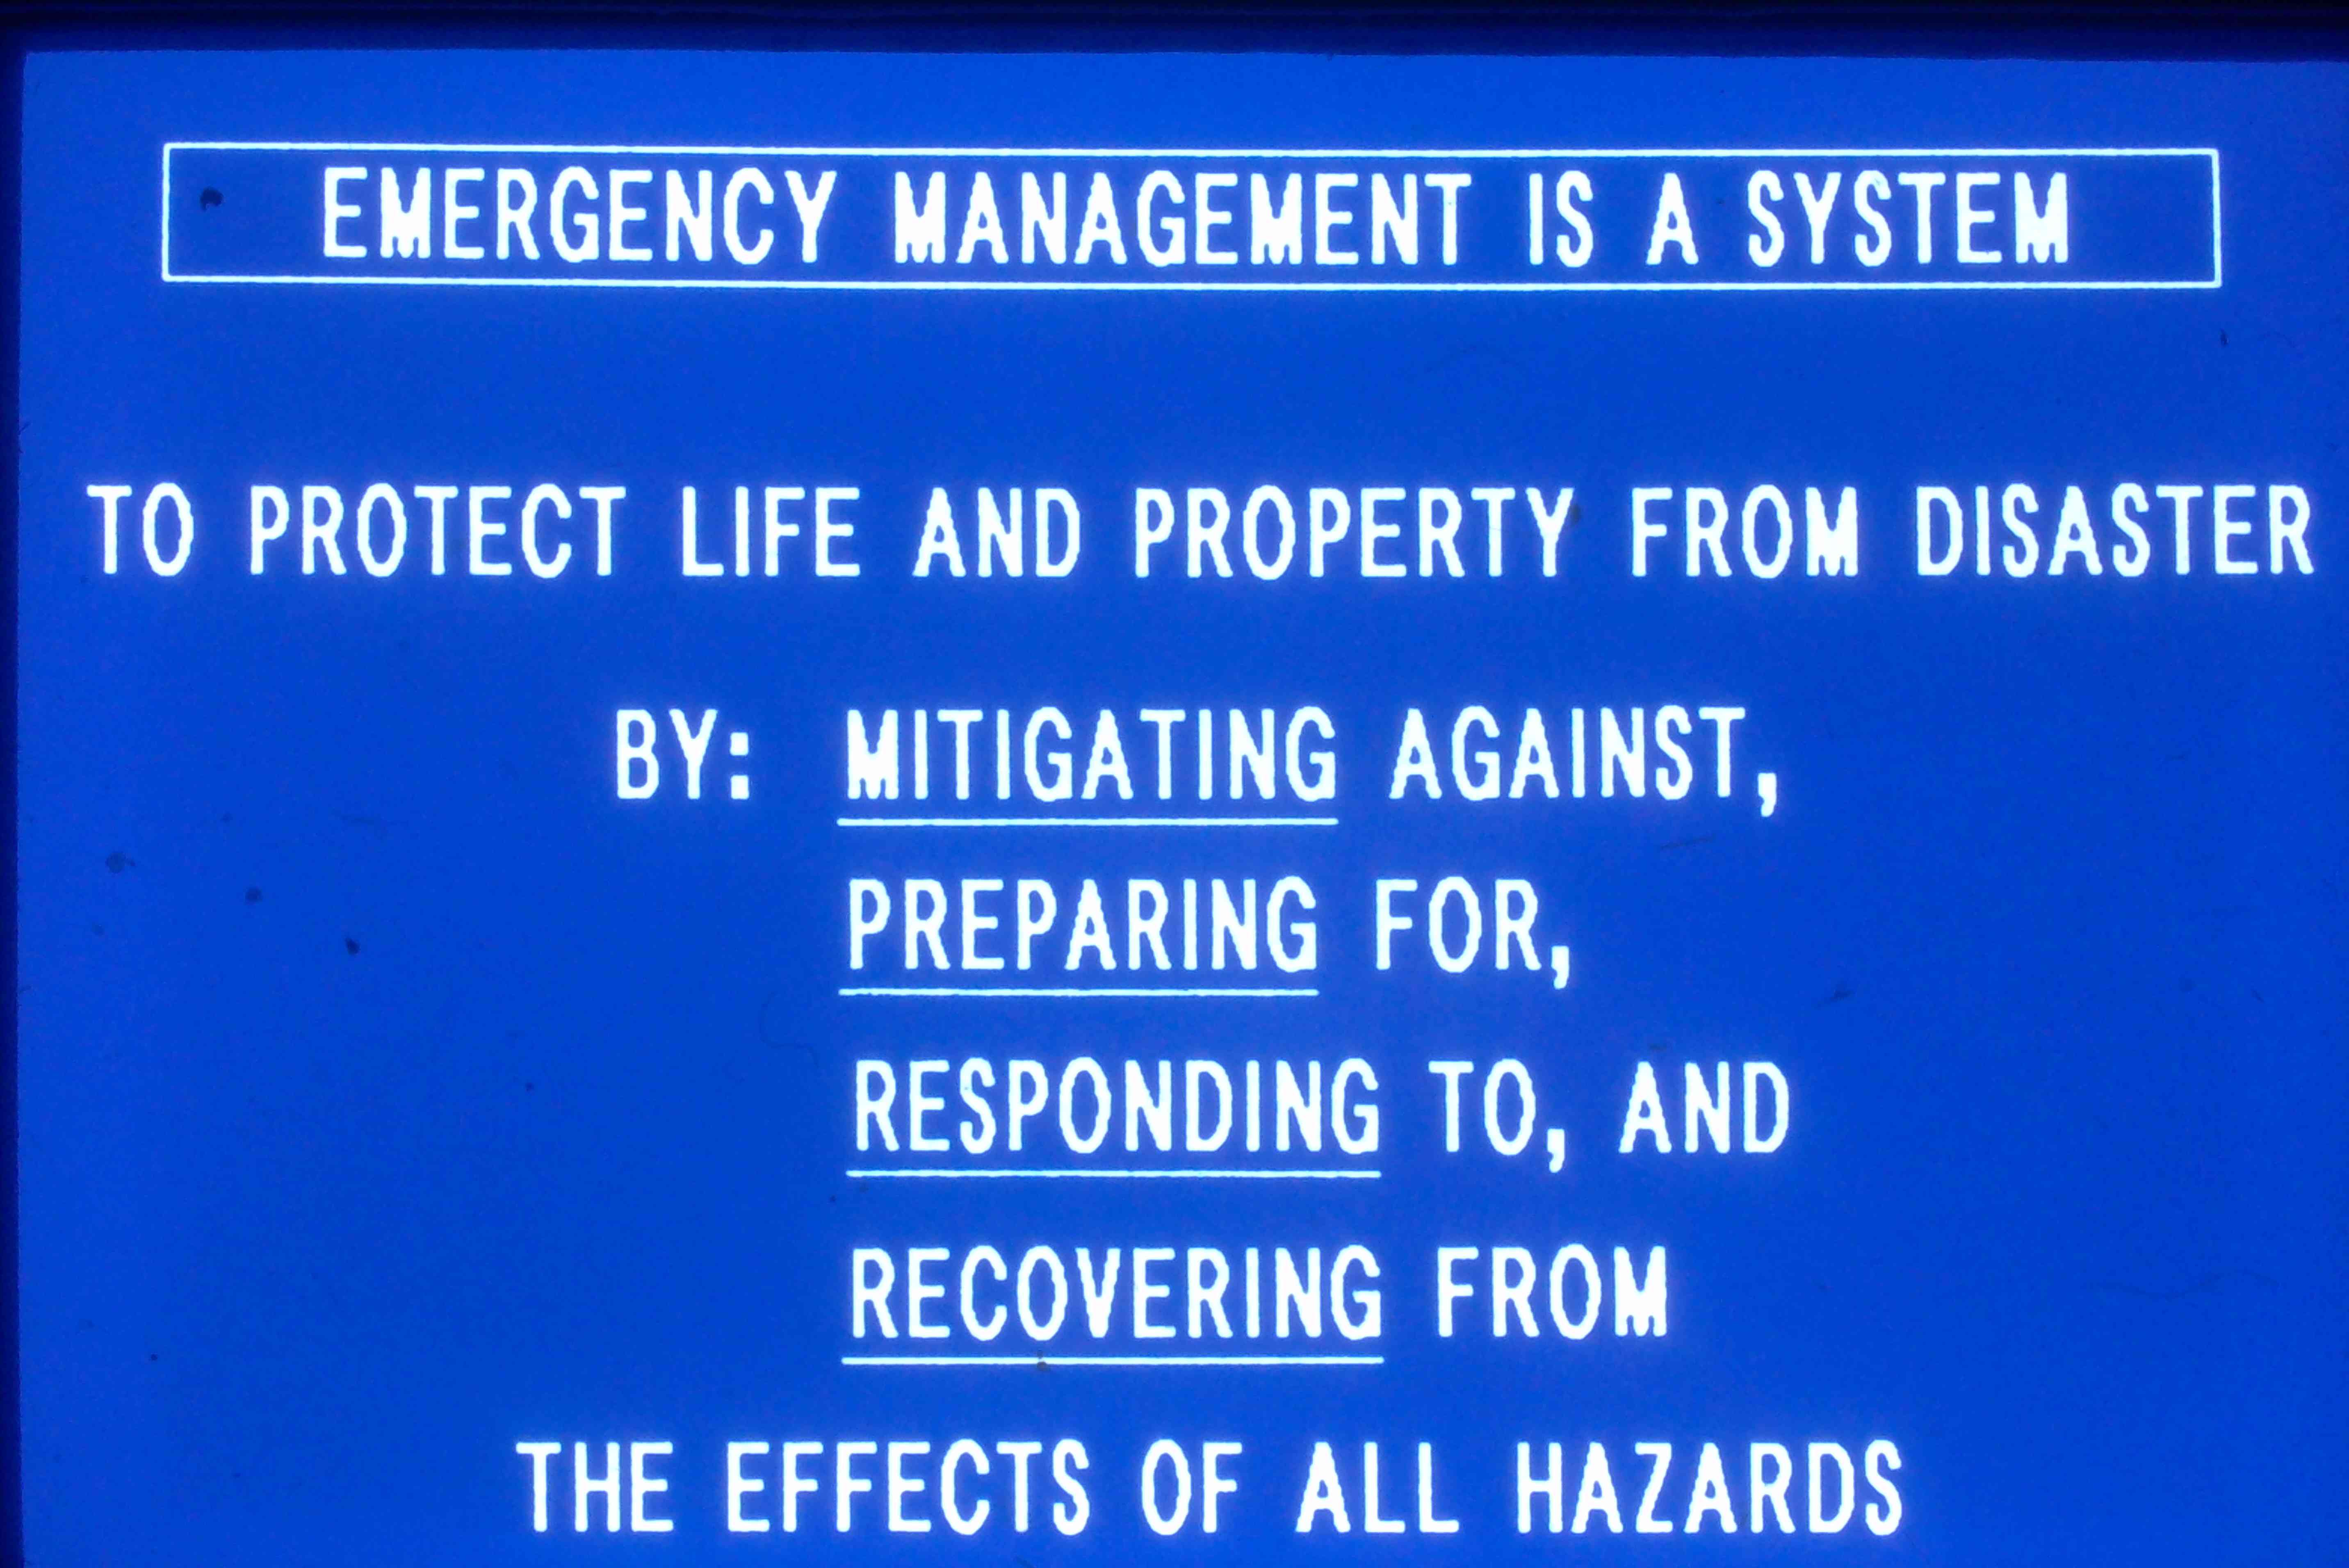 EMERGENCY MANAGEMENT IS A SYSTEM
TO PROTECT LIFE AND PROPERTY FROM DISASTER
BY: MITIGATING AGAINST,
PREPARING FOR,
RESPONDING TO, AND
RECOVERING FROM
THE EFFECTS OF ALL HAZARDS